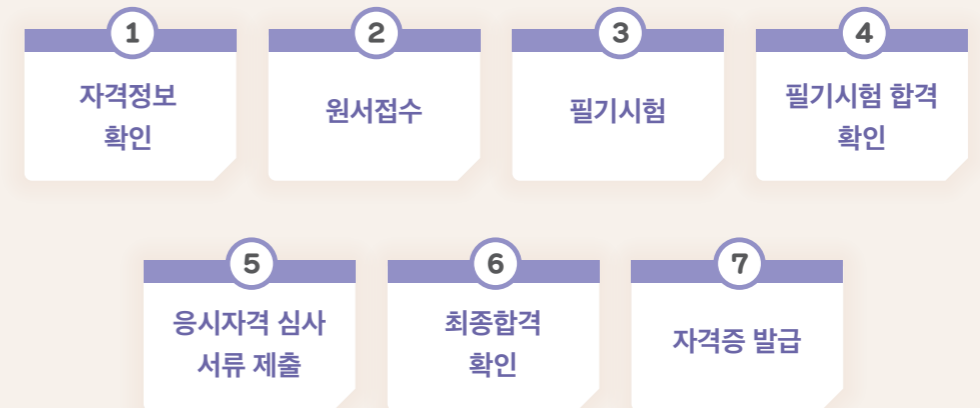 1
자격정보
확인
2
원서접수
3
필기시험
4
필기시험 합격
확인
5
응시자격 심사
서류 제출
6
최종합격
확인
7
자격증 발급